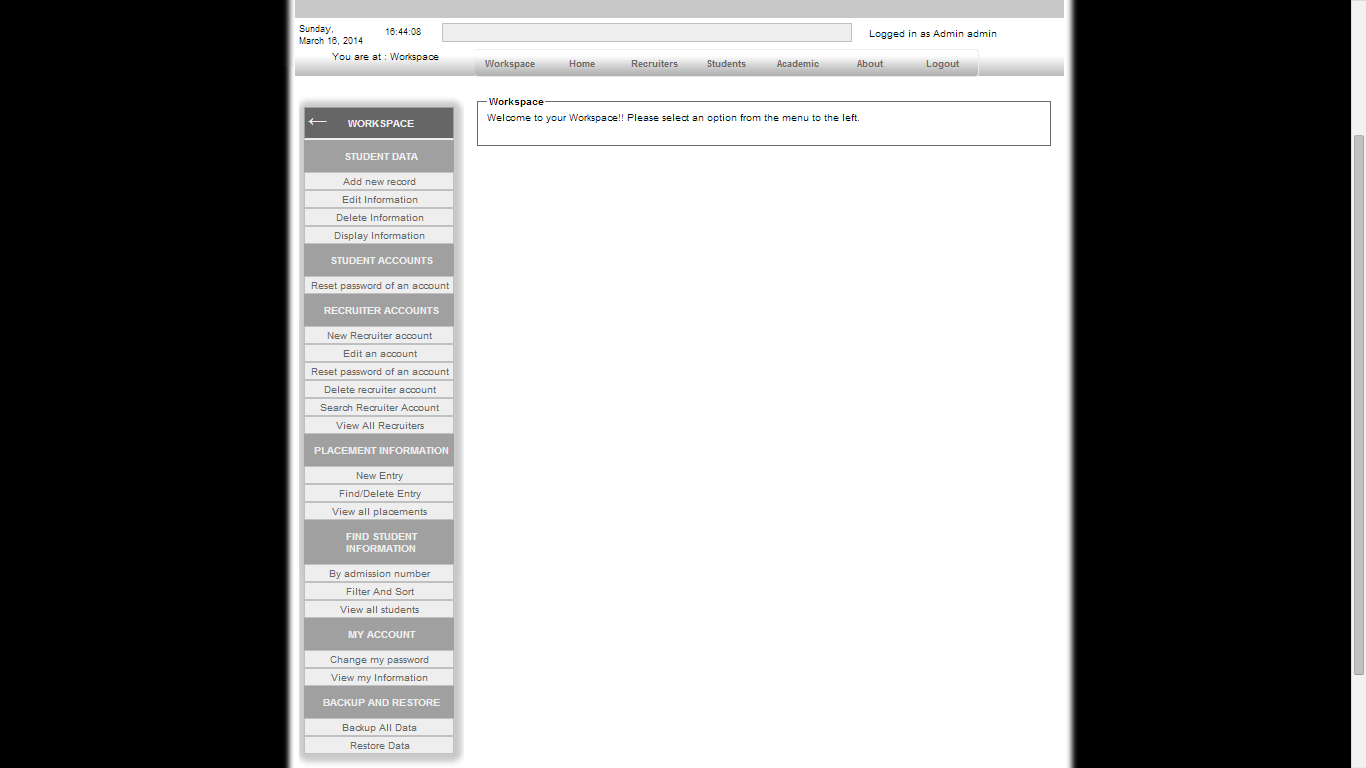 Sunday,
March 16, 2014
16:44:08
Logged in as Admin admin
You are at : Workspace
Workspace Home Recruiters Students Academic About Logout
← WORKSPACE
STUDENT DATA
Add new record
Edit Information
Delete Information
Display Information
STUDENT ACCOUNTS
Reset password of an account
RECRUITER ACCOUNTS
New Recruiter account
Edit an account
Reset password of an account
Delete recruiter account
Search Recruiter Account
View All Recruiters
PLACEMENT INFORMATION
New Entry
Find/Delete Entry
View all placements
FIND STUDENT
INFORMATION
By admission number
Filter And Sort
View all students
MY ACCOUNT
Change my password
View my Information
BACKUP AND RESTORE
Backup All Data
Restore Data
Workspace
Welcome to your Workspace!! Please select an option from the menu to the left.